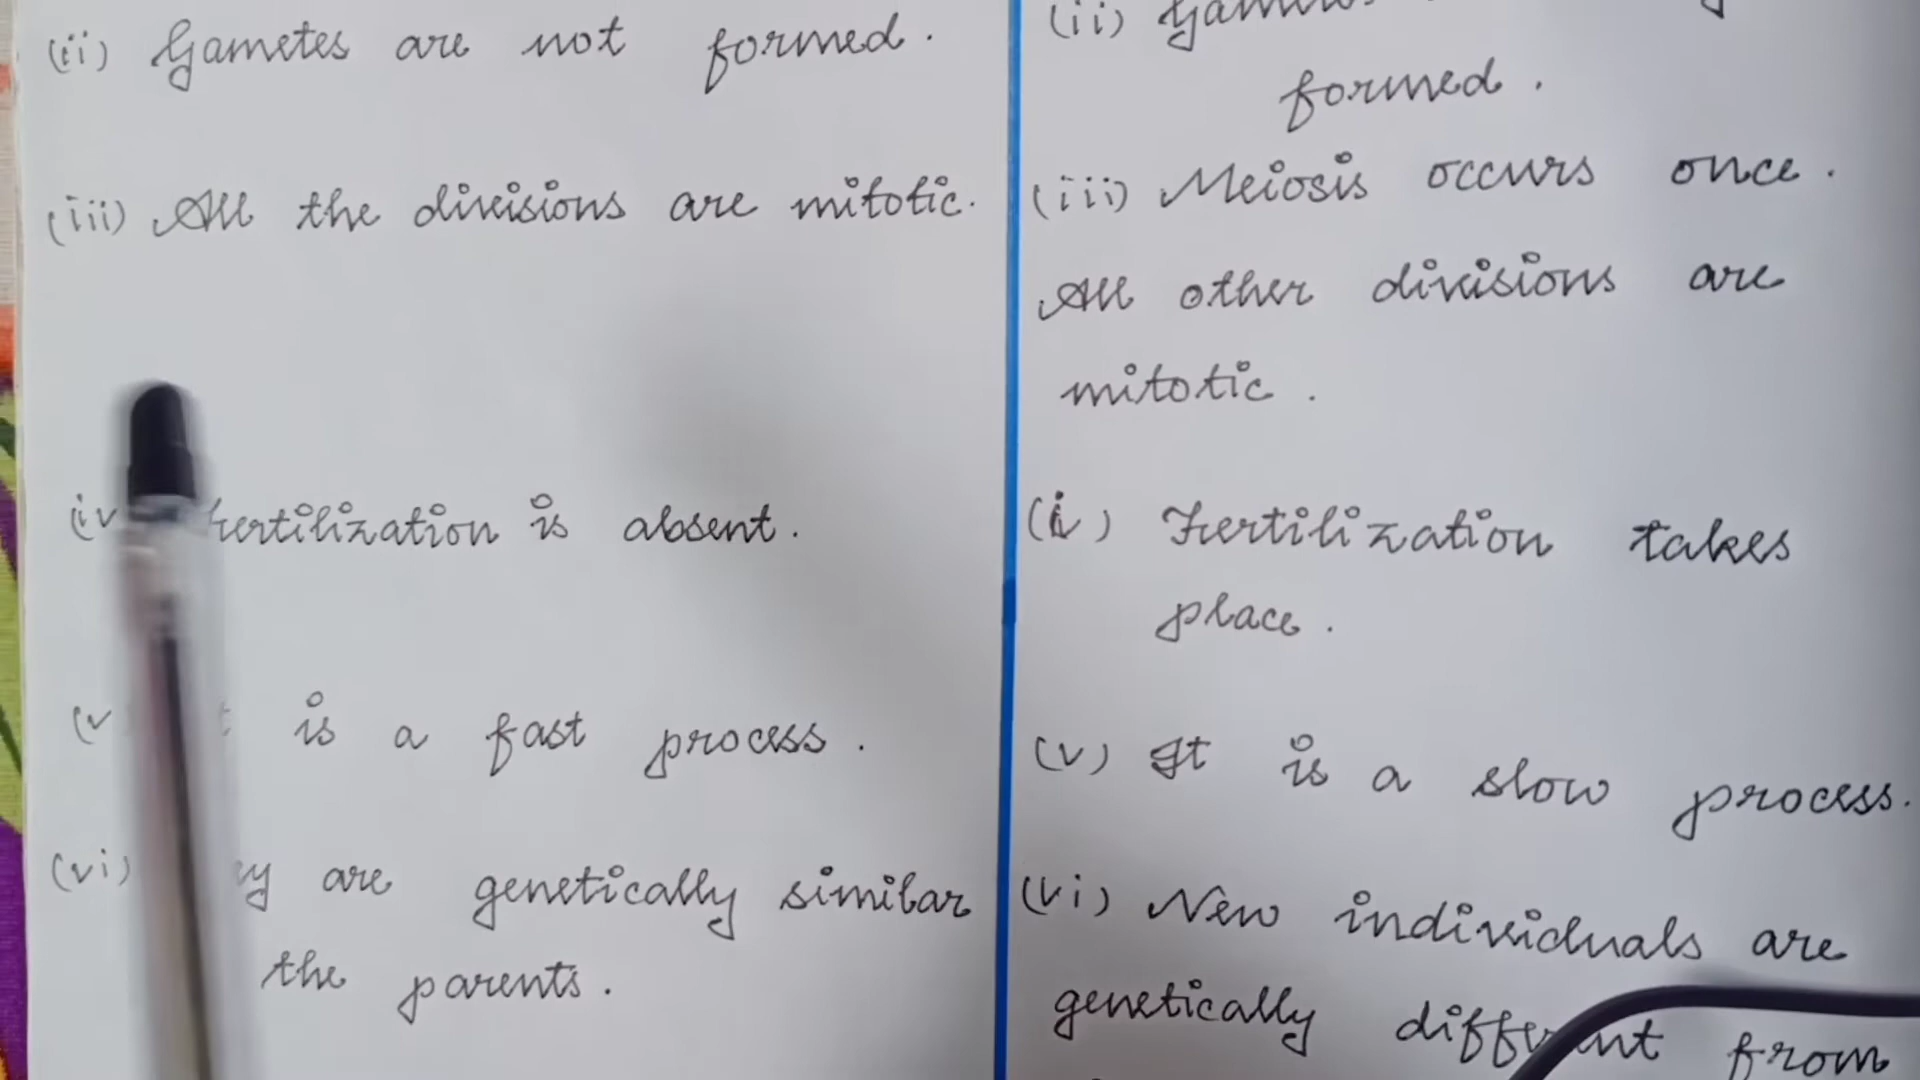 (ii) Gametes are not formed.
(iii) All the divisions are mitotic.
(iv fertilization is absent.
(v is a fast process.
(vi) are genetically similar
the parents.
(ii)
formed.
(iii) Meiosis occurs once.
All other divisions are
mitotic.
(iv) Fertilization takes
place.
(v) It is a slow process.
(vi) New individuals are
genetically different from